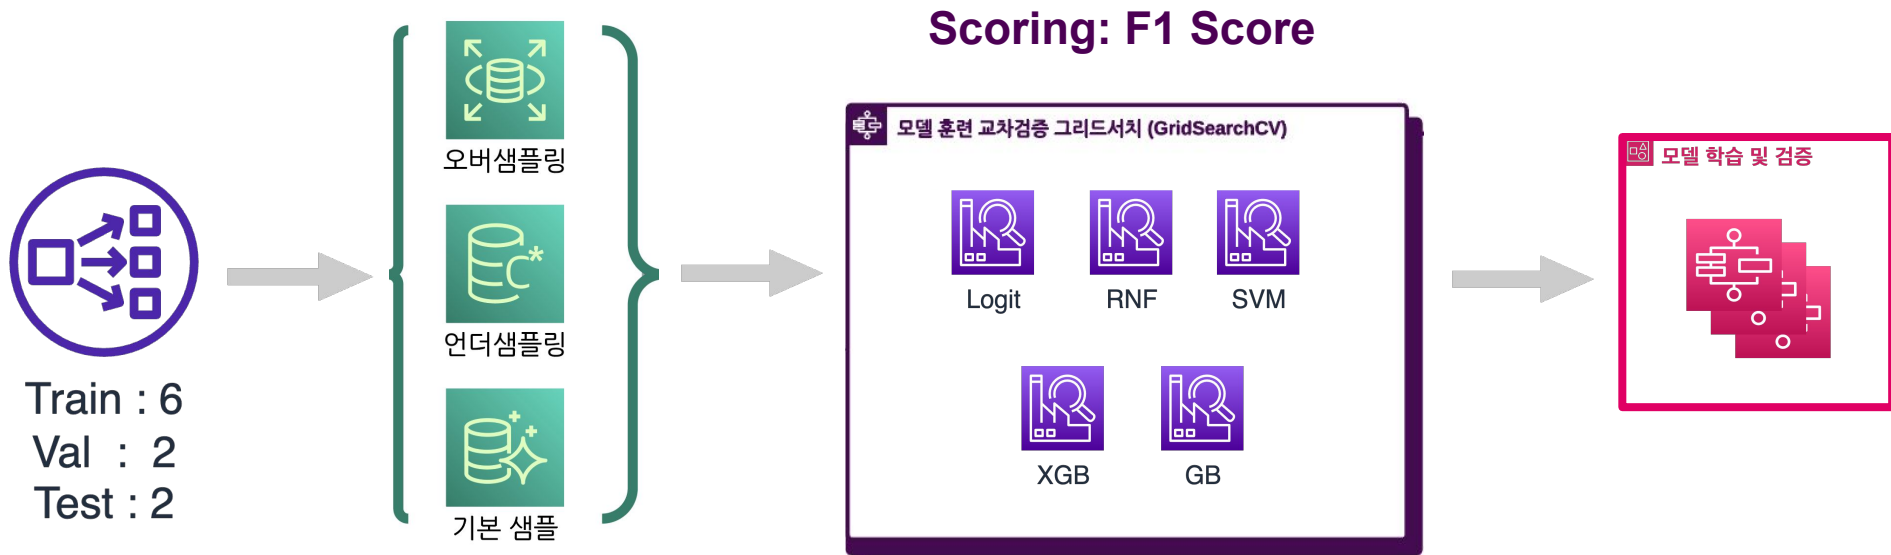 Scoring: F1 Score
Train : 6
Val : 2
Test : 2
오버샘플링
언더샘플링
기본 샘플
모델 훈련 교차검증 그리드서치 (GridSearchCV)
Logit
RNF
SVM
XGB
GB
모델 학습 및 검증